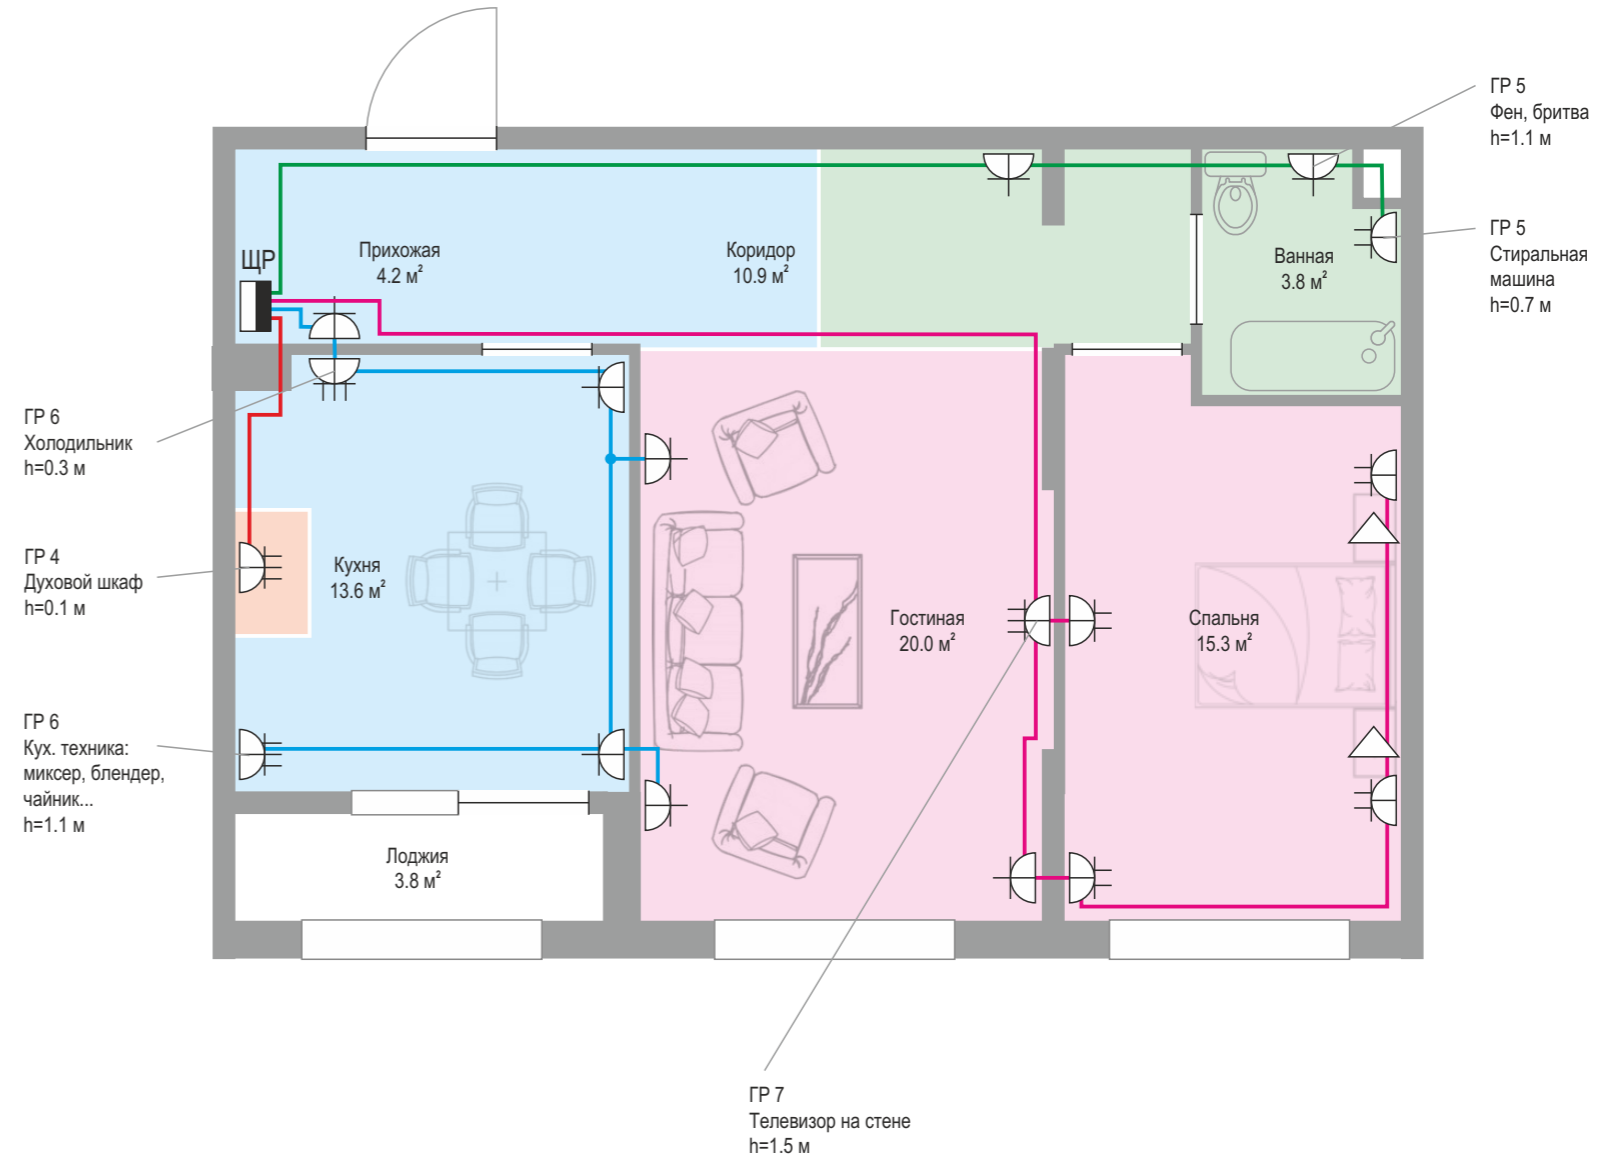 ГР 5
Фен, бритва
h=1.1 м
ЩР
Прихожая
4.2 м²
Коридор
10.9 м²
Ванная
3.8 м²
ГР 5
Стиральная
машина
h=0.7 м
ГР 6
Холодильник
h=0.3 м
ГР 4
Духовой шкаф
h=0.1 м
Кухня
13.6 м²
Гостиная
20.0 м²
Спальня
15.3 м²
ГР 6
Кух. техника:
миксер, блендер,
чайник...
h=1.1 м
Лоджия
3.8 м²
ГР 7
Телевизор на стене
h=1.5 м